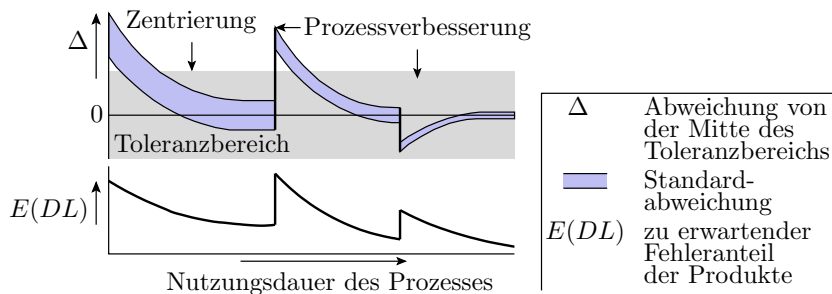 Zentrierung
Prozessverbesserung
Δ
0
Toleranzbereich
E(DL)
Nutzungsdauer des Prozesses
Δ Abweichung von
der Mitte des
Toleranzbereichs
Standard-
abweichung
E(DL) zu erwartender
Fehleranteil
der Produkte